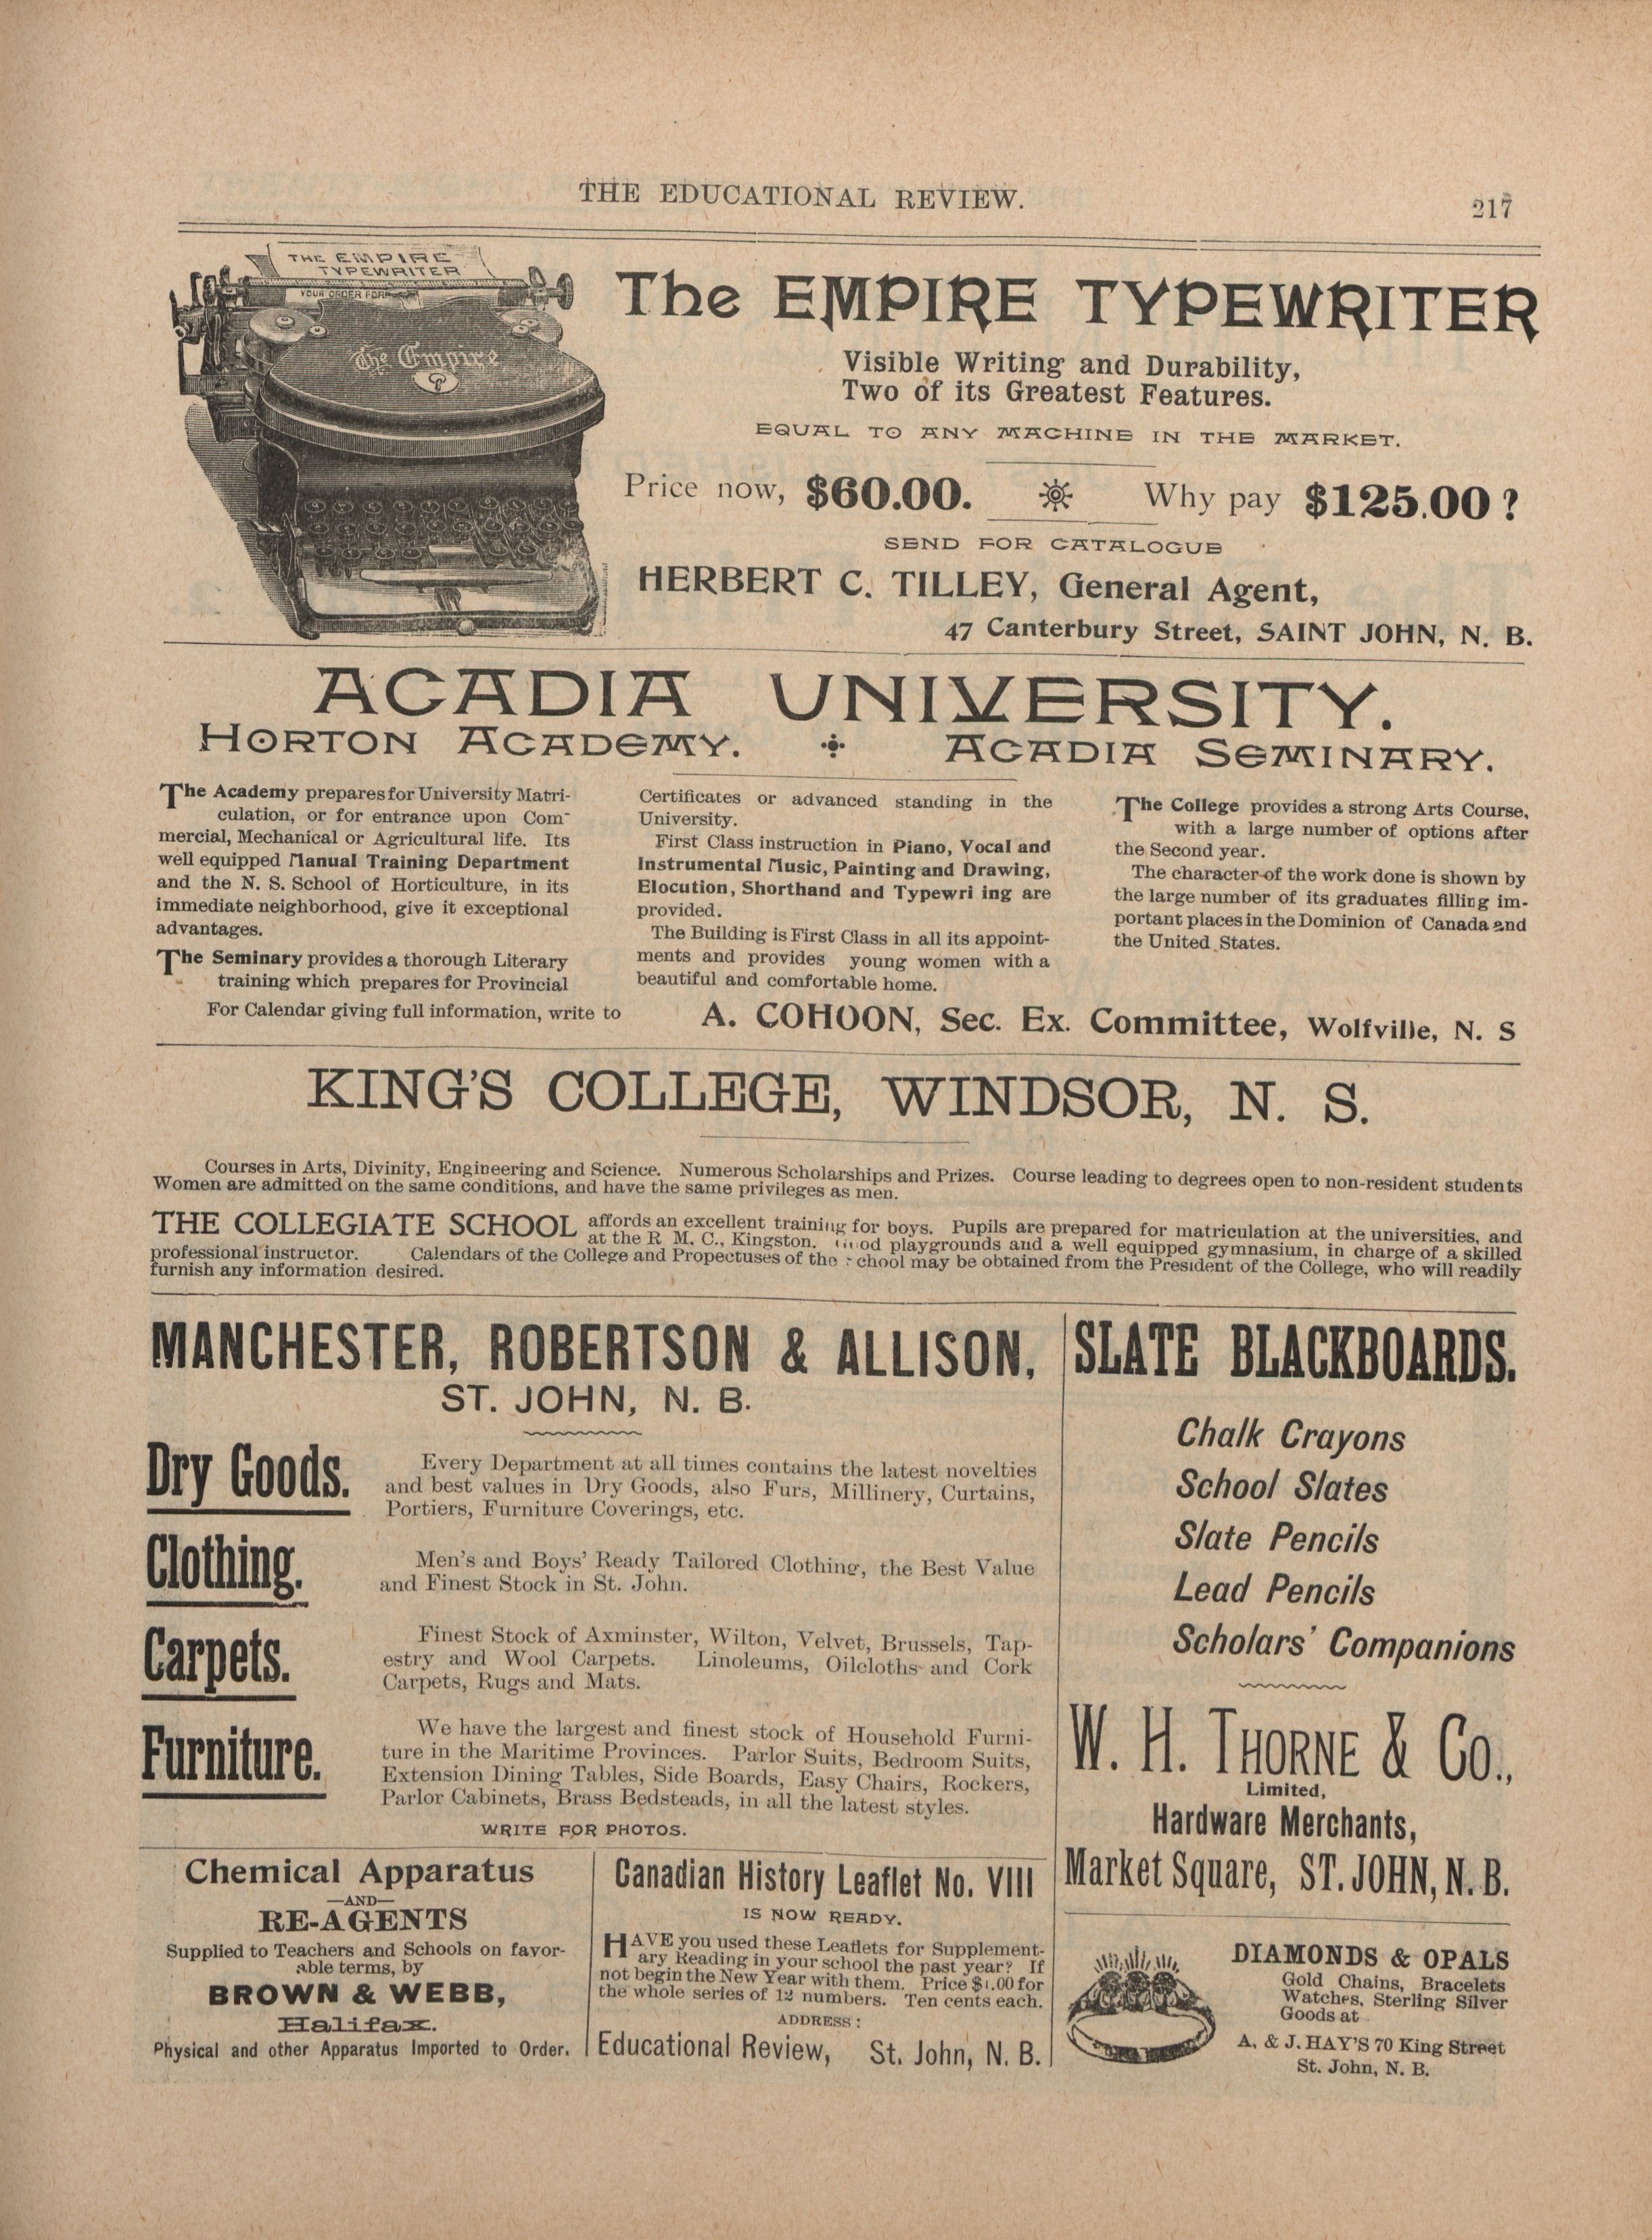 THE EDUCATIONAL REVIEW.
217
THE EMPIRE
TYPEWRITER
YOUR ORDER FOR
The Empire
The EMPIRE TYPEWRITER
Visible Writing and Durability,
Two of its Greatest Features.
EQUAL TO ANY MACHINE IN THE MARKET.
Price now, $60.00. Why pay $125.00?
SEND FOR CATALOGUE
HERBERT C. TILLEY, General Agent,
47 Canterbury Street, SAINT JOHN, N. B.
ACADIA UNIVERSITY.
HORTON ACADEMY. ACADIA SEMINARY.
The Academy prepares for University Matri-
culation, or for entrance upon Com-
mercial, Mechanical or Agricultural life. Its
well equipped Manual Training Department
and the N. S. School of Horticulture, in its
immediate neighborhood, give it exceptional
advantages.
The Seminary provides a thorough Literary
training which prepares for Provincial
Certificates or advanced standing in the
University.
First Class instruction in Piano, Vocal and
Instrumental Music, Painting and Drawing,
Elocution, Shorthand and Typewri ing are
provided.
The Building is First Class in all its appoint-
ments and provides young women with a
beautiful and comfortable home.
The College provides a strong Arts Course,
with a large number of options after
the Second year.
The character of the work done is shown by
the large number of its graduates filling im-
portant places in the Dominion of Canada and
the United States.
For Calendar giving full information, write to A. COHOON, Sec. Ex. Committee, Wolfville, N. S
KING'S COLLEGE, WINDSOR, N. S.
Courses in Arts, Divinity, Engineering and Science. Numerous Scholarships and Prizes. Course leading to degrees open to non-resident students
Women are admitted on the same conditions, and have the same privileges as men.
THE COLLEGIATE SCHOOL affords an excellent training for boys. Pupils are prepared for matriculation at the universities, and
at the R M. C., Kingston. playgrounds and a well equipped gymnasium, in charge of a skilled
professional instructor. Calendars of the College and Propectuses of the chool may be obtained from the President of the College, who will readily
furnish any information desired.
MANCHESTER, ROBERTSON & ALLISON,
ST. JOHN, N. B.
Dry Goods.
Every Department at all times contains the latest novelties
and best values in Dry Goods, also Furs, Millinery, Curtains,
Portiers, Furniture Coverings, etc.
Clothing.
Men's and Boys' Ready Tailored Clothing, the Best Value
and Finest Stock in St. John.
Carpets.
Finest Stock of Axminster, Wilton, Velvet, Brussels, Tap-
estry and Wool Carpets. Linoleums, Oilcloths and Cork
Carpets, Rugs and Mats.
Furniture.
We have the largest and finest stock of Household Furni-
ture in the Maritime Provinces. Parlor Suits, Bedroom Suits,
Extension Dining Tables, Side Boards, Easy Chairs, Rockers,
Parlor Cabinets, Brass Bedsteads, in all the latest styles.
WRITE FOR PHOTOS.
SLATE BLACKBOARDS.
Chalk Crayons
School Slates
Slate Pencils
Lead Pencils
Scholars' Companions
W. H. THORNE & Co.,
Limited,
Hardware Merchants,
Market Square, ST. JOHN, N. B.
Chemical Apparatus
—AND—
RE-AGENTS
Supplied to Teachers and Schools on favor-
able terms, by
BROWN & WEBB,
Halifax.
Physical and other Apparatus Imported to Order.
Canadian History Leaflet No. VIII
IS NOW READY.
HAVE you used these Leaflets for Supplement-
ary Reading in your school the past year? If
not begin the New Year with them. Price $1.00 for
the whole series of 12 numbers. Ten cents each.
ADDRESS:
Educational Review, St. John, N. B.
DIAMONDS & OPALS
Gold Chains, Bracelets
Watches, Sterling Silver
Goods at
A. & J. HAY'S 70 King Street
St. John, N. B.